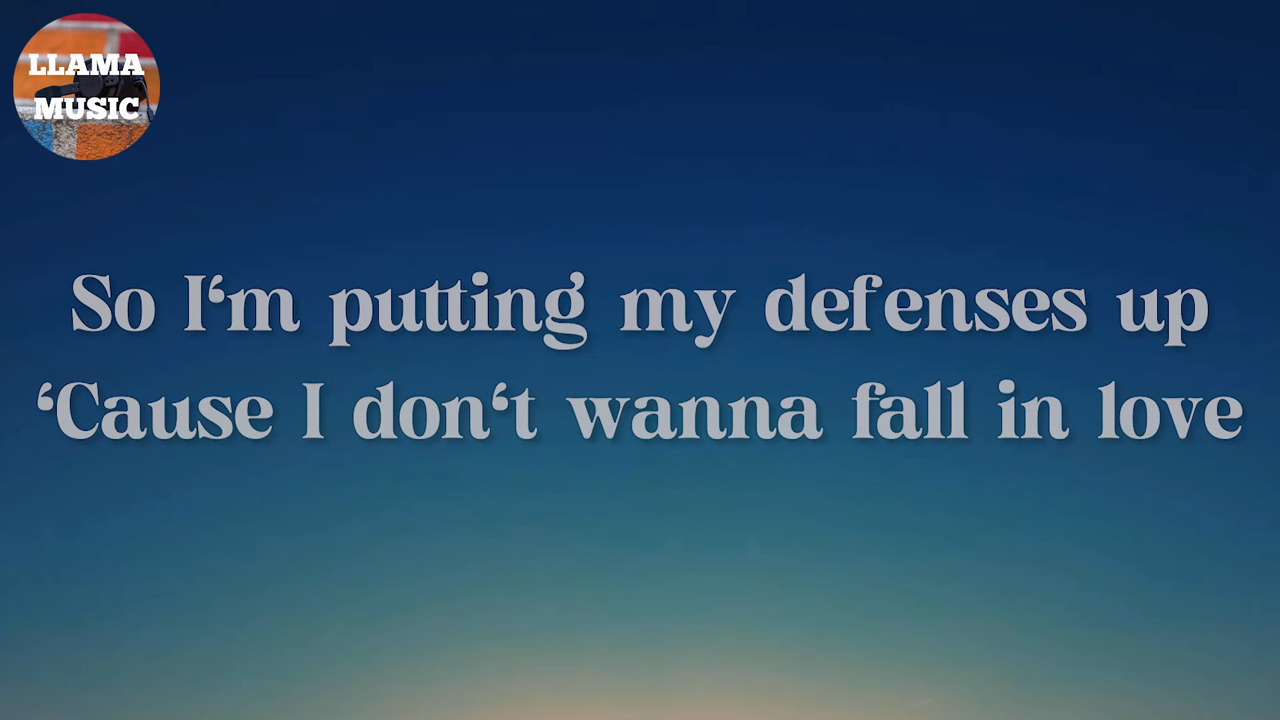 LLAMA
MUSIC
So I‘m putting my defenses up
‘Cause I don‘t wanna fall in love